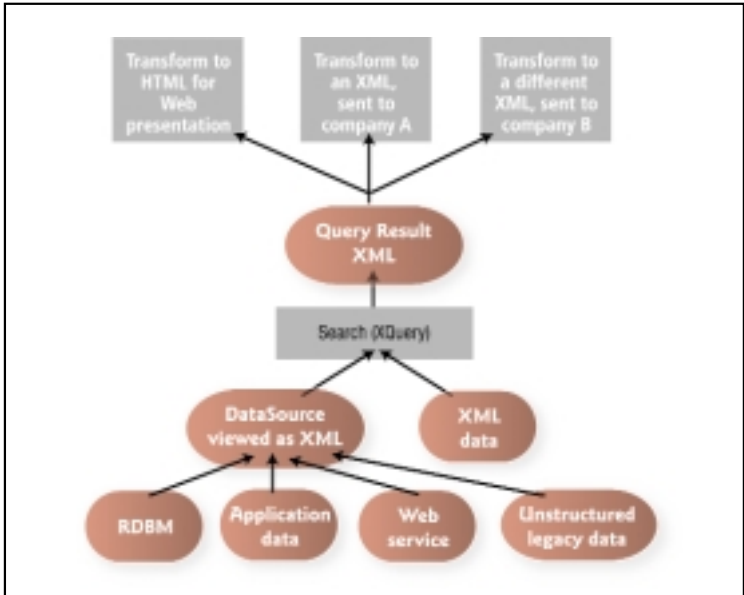 Transform to
HTML for
Web
presentation
Transform to
an XML,
sent to
company A
Transform to
a different
XML, sent to
company B
Query Result
XML
Search (XQuery)
DataSource
viewed as XML
XML
data
RDBM
Application
data
Web
service
Unstructured
legacy data